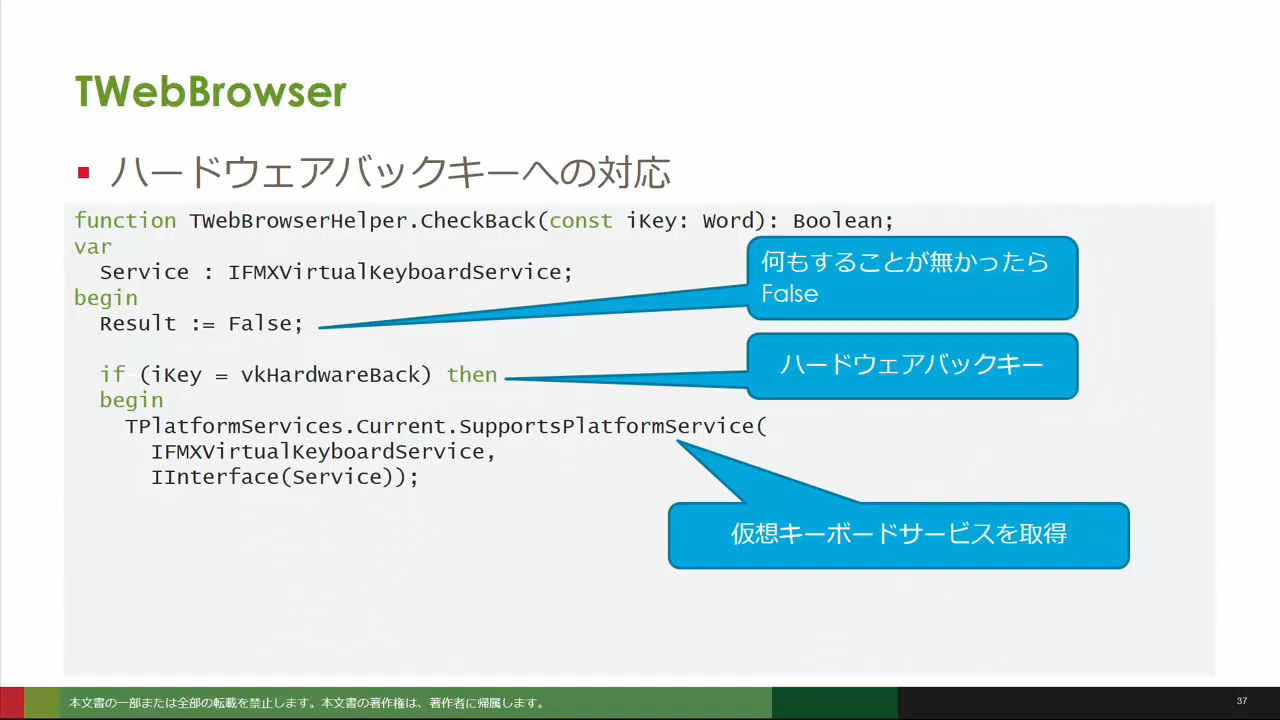 TWebBrowser
ハードウェアバックキーへの対応
function TWebBrowserHelper.CheckBack(const iKey: Word): Boolean;
var
Service : IFMXVirtualKeyboardService;
begin
Result := False;
何もすることが無かったら
False
if (iKey = vkHardwareBack) then
ハードウェアバックキー
begin
TPlatformServices.Current.SupportsPlatformService(
IFMXVirtualKeyboardService,
IInterface(Service));
仮想キーボードサービスを取得
本文書の一部または全部の転載を禁止します。本文書の著作権は、著作者に帰属します。
37